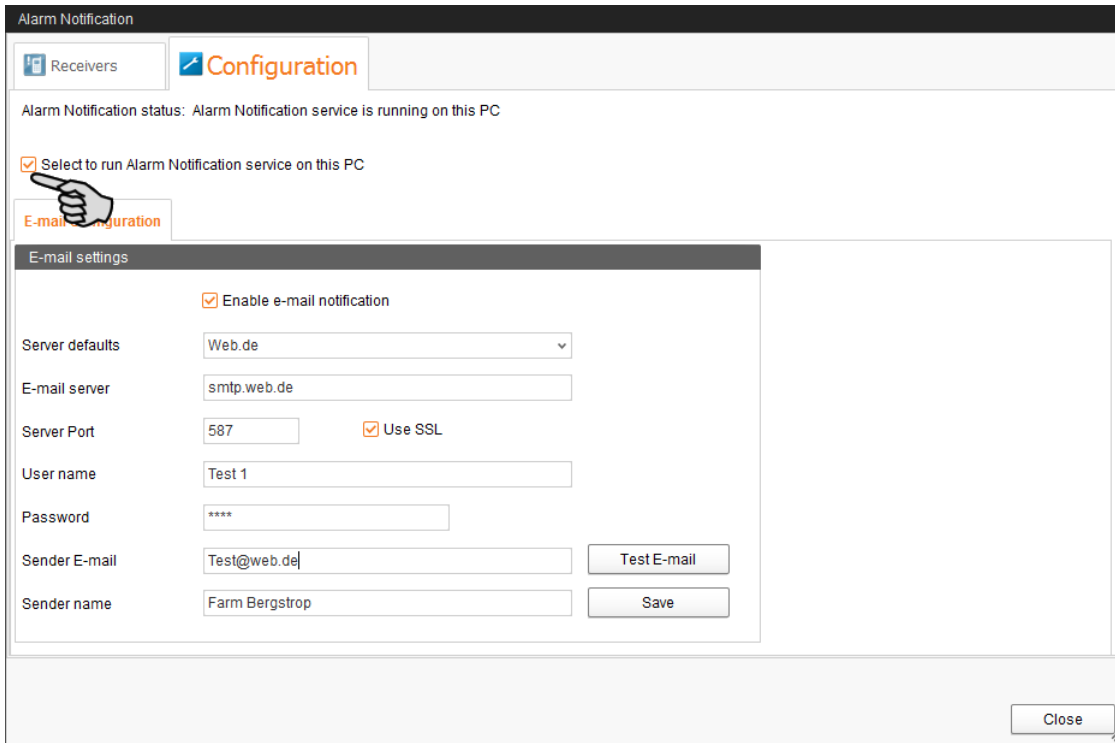 Alarm Notification
Receivers
Configuration
Alarm Notification status: Alarm Notification service is running on this PC
Select to run Alarm Notification service on this PC
E-mail configuration
E-mail settings
Enable e-mail notification
Server defaults Web.de
E-mail server smtp.web.de
Server Port 587 Use SSL
User name Test 1
Password ****
Sender E-mail Test@web.de Test E-mail
Sender name Farm Bergstrop Save
Close